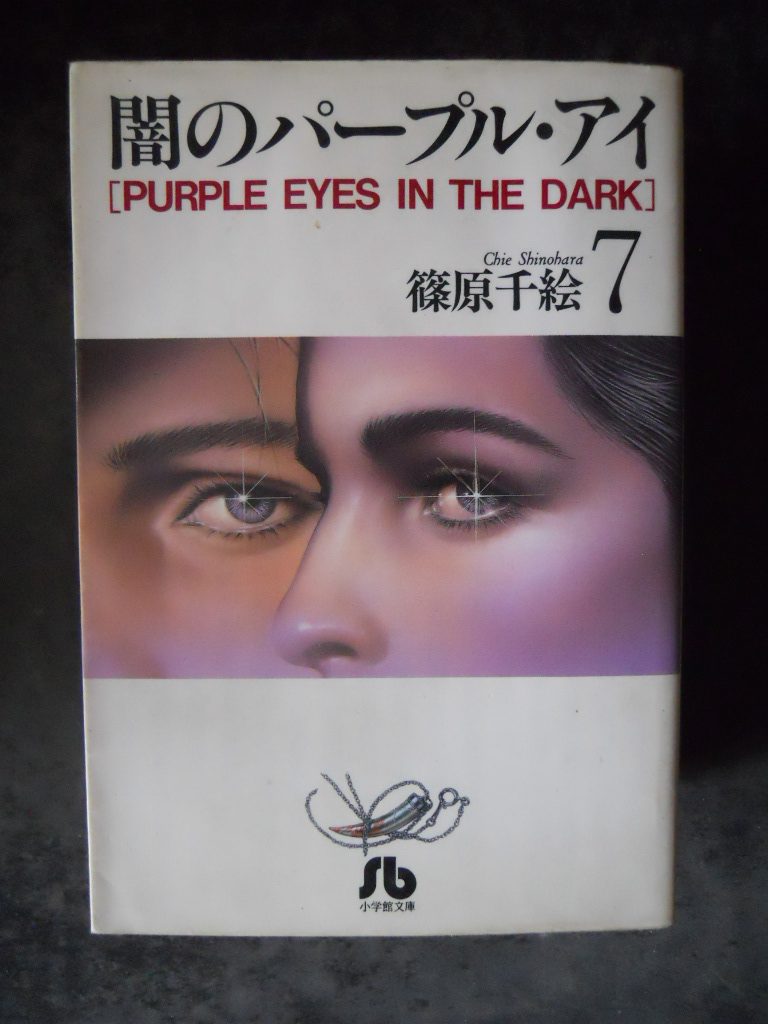 闇のパープル・アイ
[PURPLE EYES IN THE DARK]
Chie Shinohara
篠原千絵 7
sb
小学館文庫